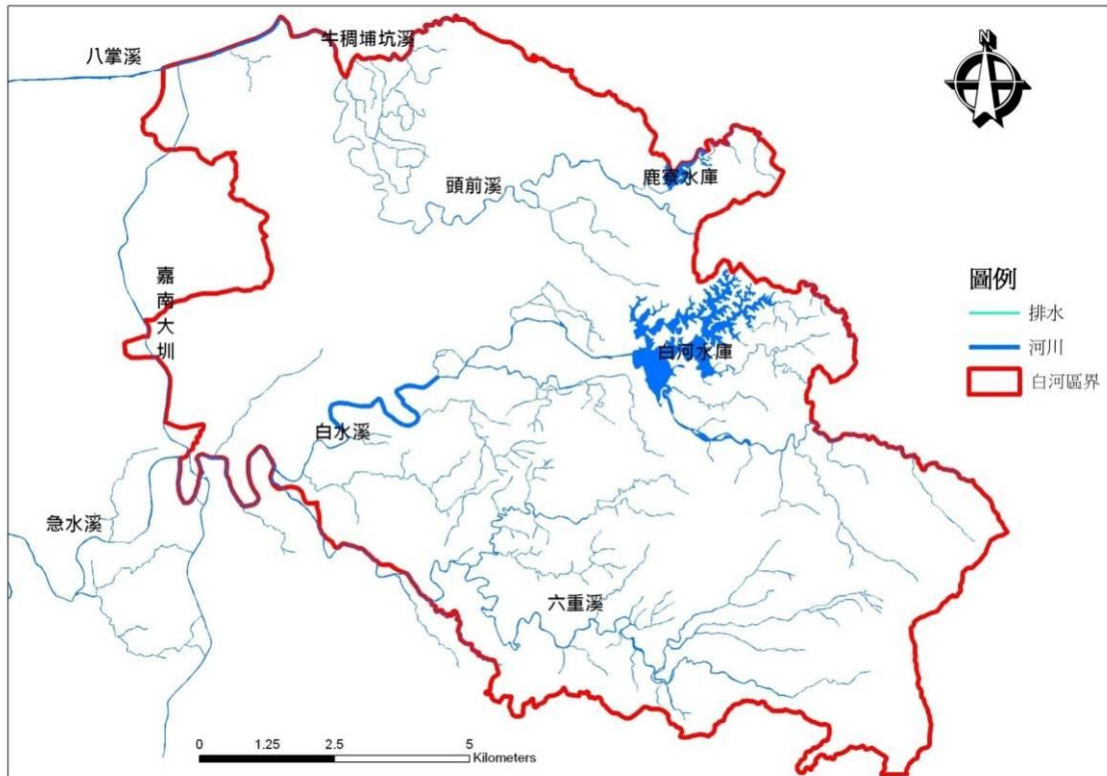 N
八掌溪
牛稠埔坑溪
頭前溪
鹿寮水庫
嘉南大圳
白河水庫
圖例
排水
河川
白河區界
白水溪
急水溪
六重溪
0 1.25 2.5 5
Kilometers